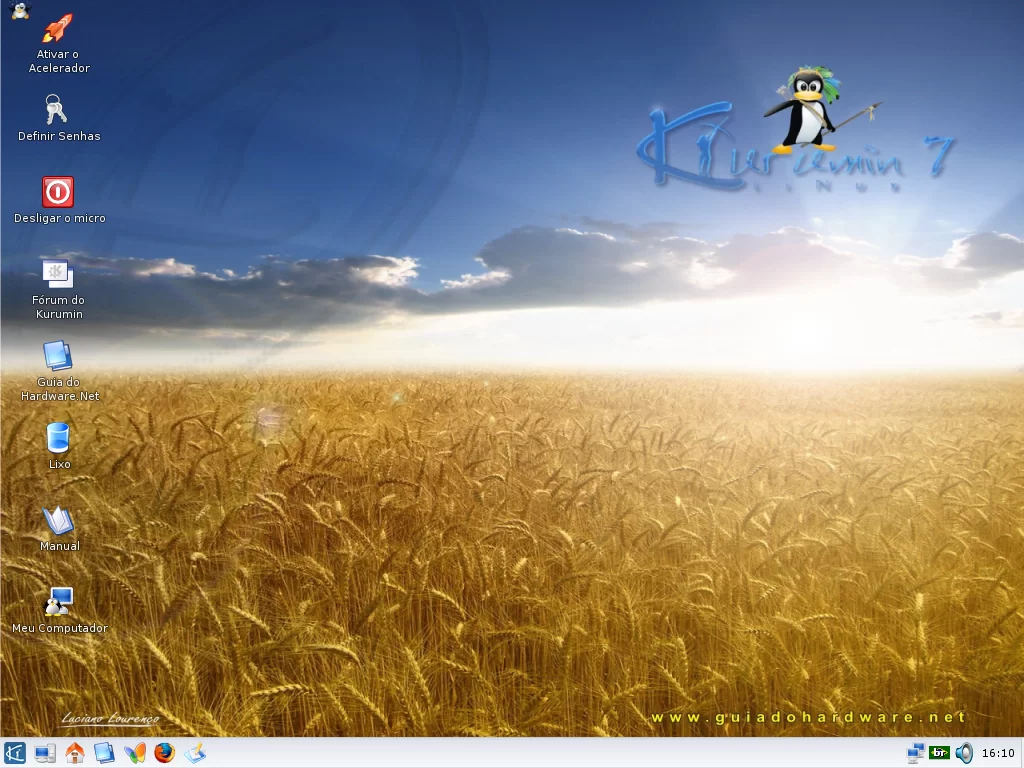 Ativar o
Acelerador
Definir Senhas
Desligar o micro
Fórum do
Kurumin
Guia do
Hardware.Net
Lixo
Manual
Meu Computador
Kurumin 7
LiNux
Luciano Lourenço
www.guiadohardware.net
br
16:10